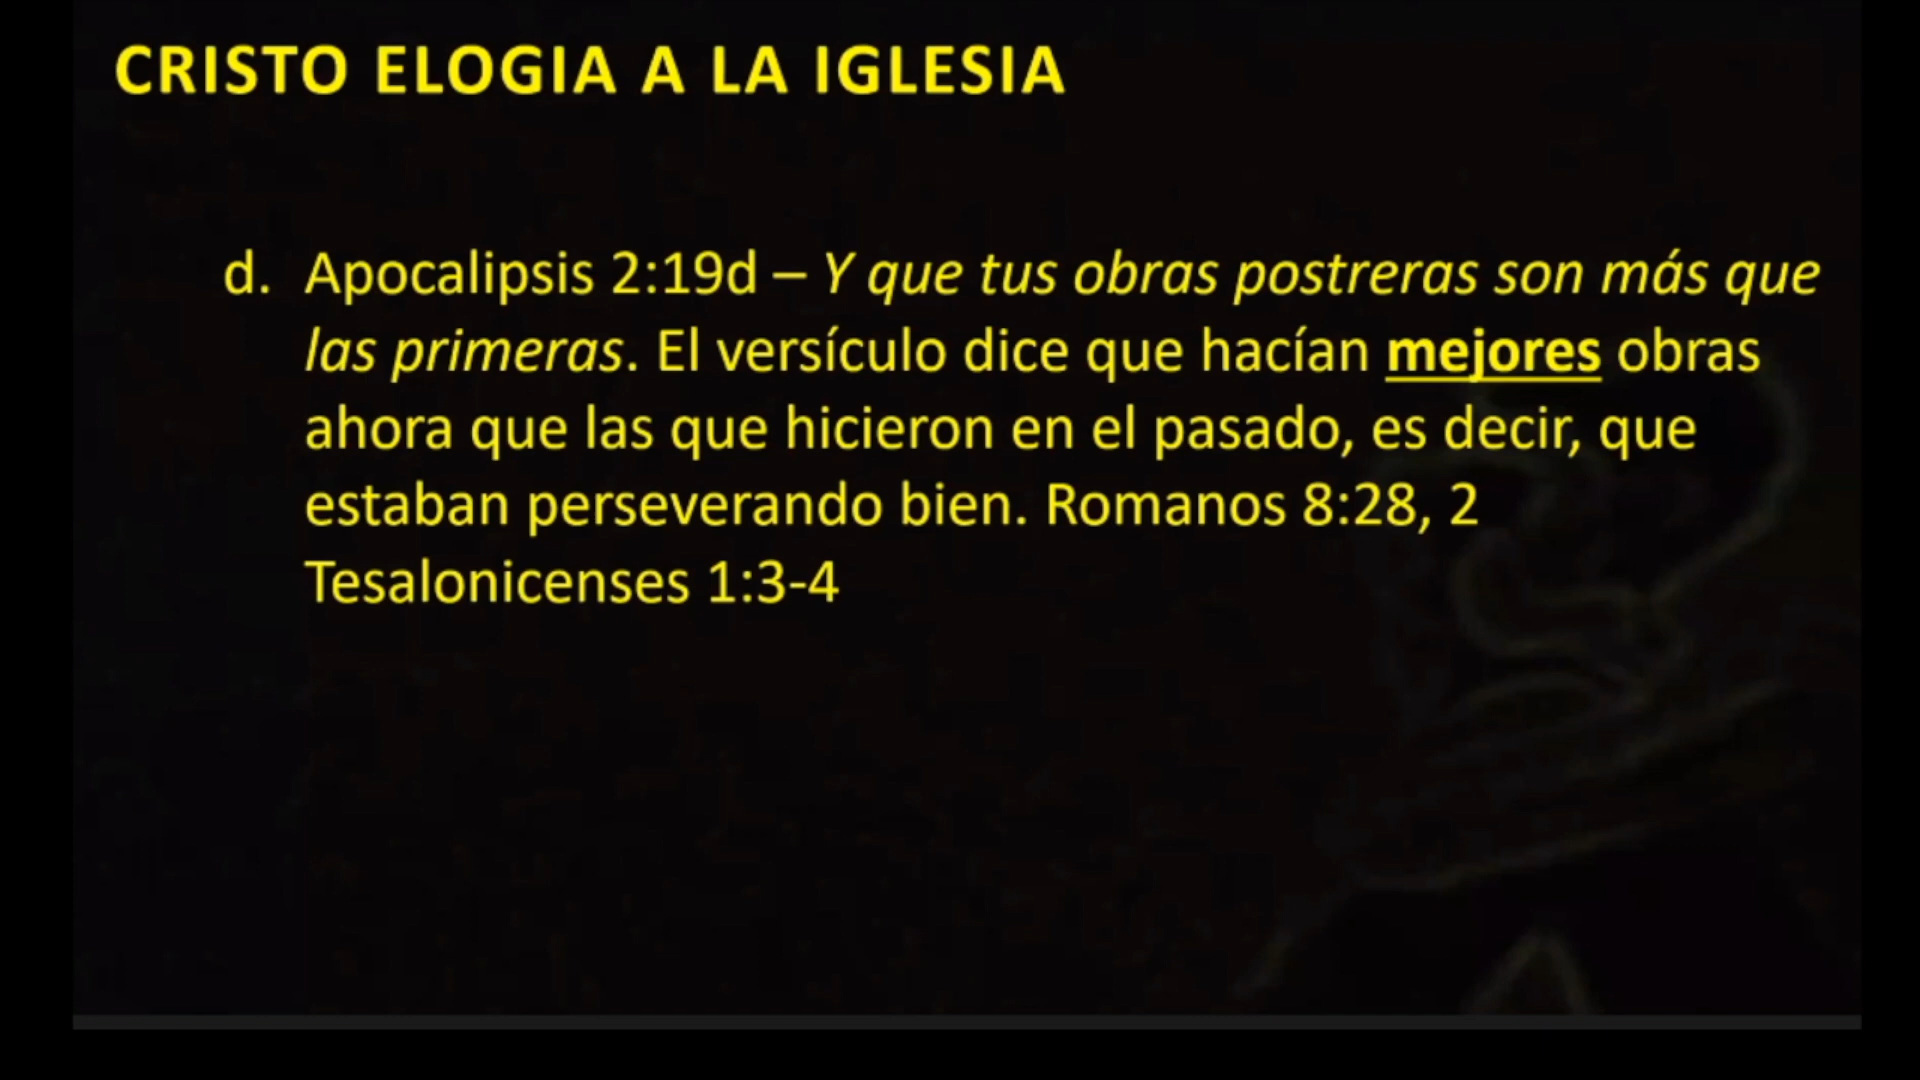 CRISTO ELOGIA A LA IGLESIA
d. Apocalipsis 2:19d – Y que tus obras postreras son más que
las primeras. El versículo dice que hacían mejores obras
ahora que las que hicieron en el pasado, es decir, que
estaban perseverando bien. Romanos 8:28, 2
Tesalonicenses 1:3-4